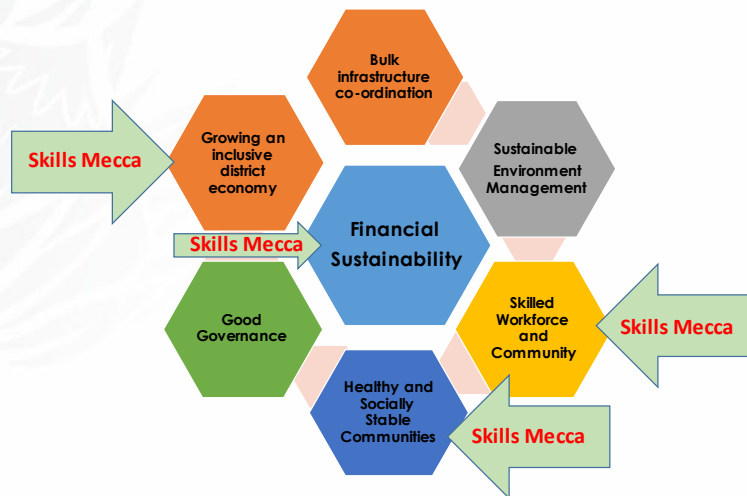 Bulk
infrastructure
co-ordination
Growing an
inclusive
district
economy
Skills Mecca
Sustainable
Environment
Management
Skills Mecca
Financial
Sustainability
Good
Governance
Skilled
Workforce
and
Community
Skills Mecca
Healthy and
Socially
Stable
Communities
Skills Mecca